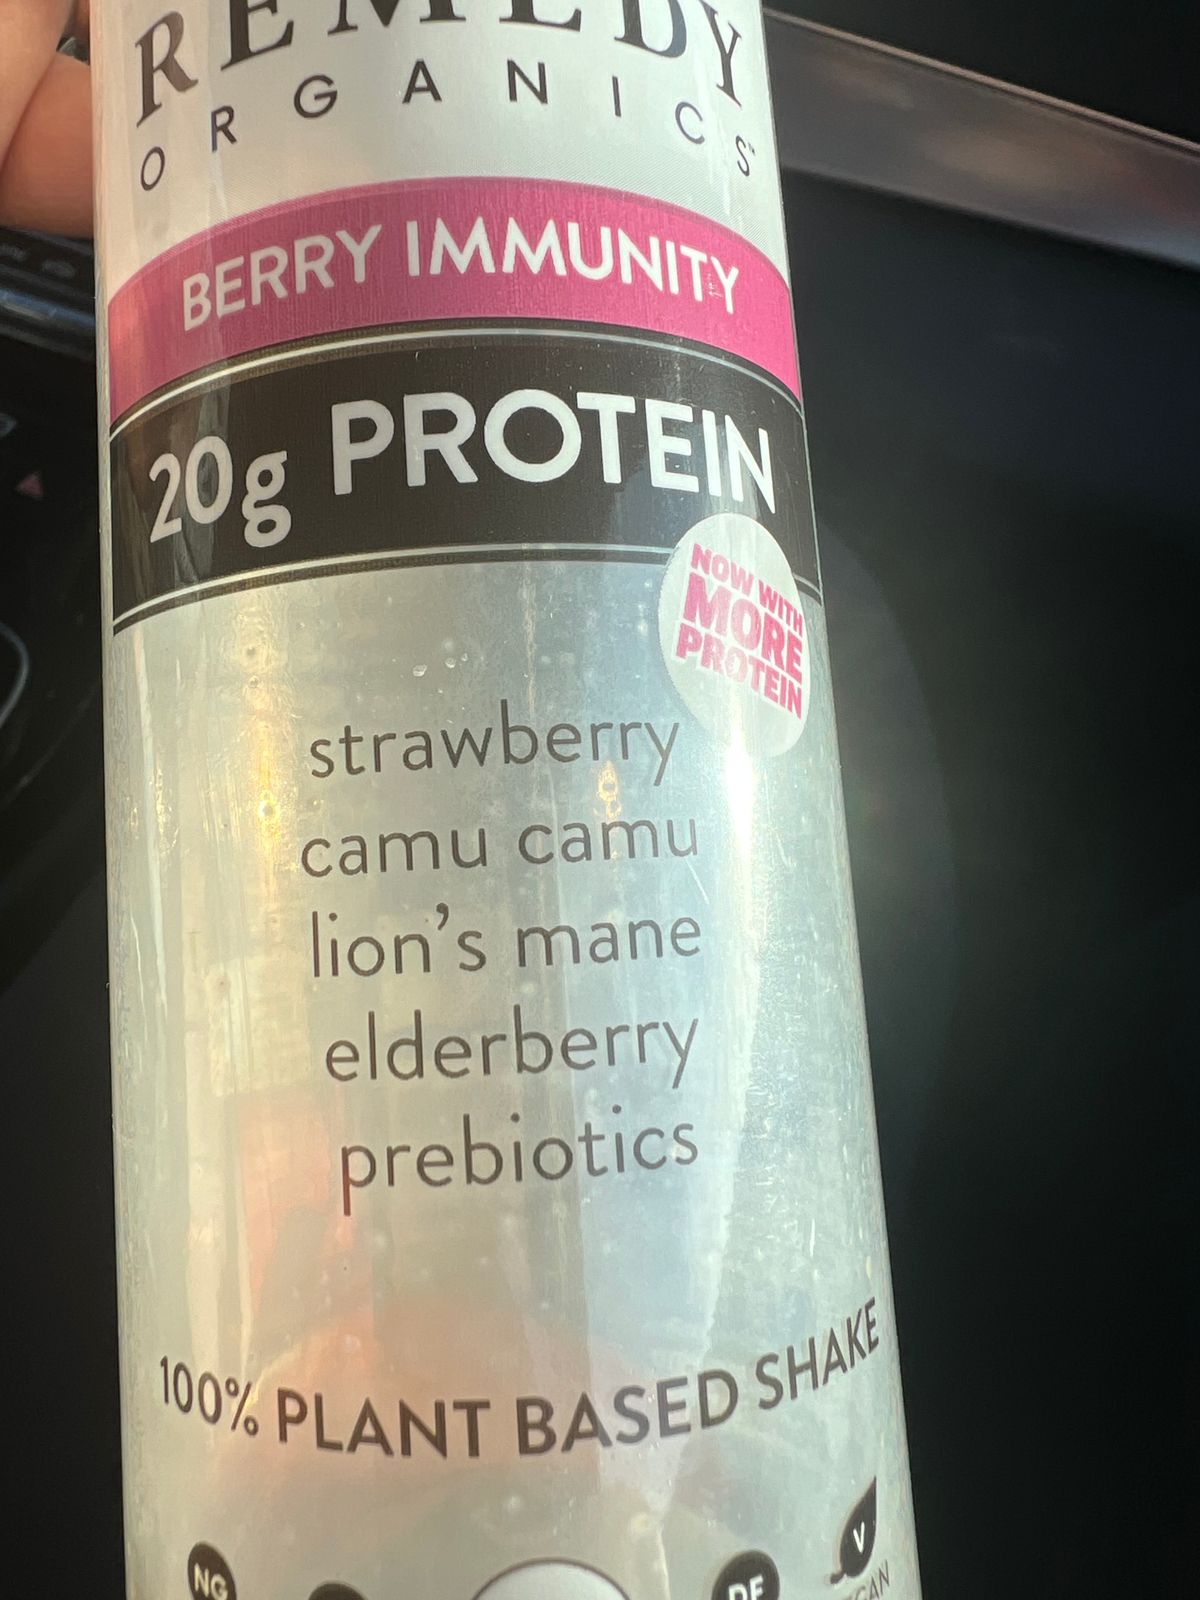 REMEDY
ORGANICS™
BERRY IMMUNITY
20g PROTEIN
NOW WITH
MORE
PROTEIN
strawberry
camu camu
lion's mane
elderberry
prebiotics
100% PLANT BASED SHAKE
NG
DF
V